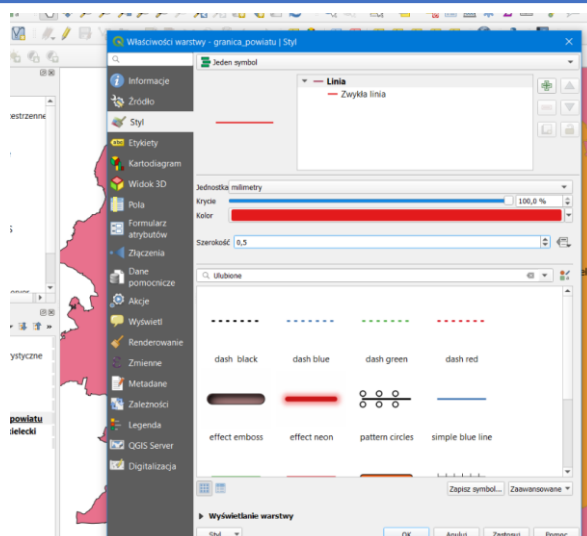 Właściwości warstwy - granica_powiatu | Styl
Informacje
Źródło
Styl
Etykiety
Kartodiagram
Widok 3D
Pola
Formularz
atrybutów
Złączenia
Dane
pomocnicze
Akcje
Wyświetl
Renderowanie
Zmienne
Metadane
Zależności
Legenda
QGIS Server
Digitalizacja
Jeden symbol
Linia
Zwykła linia
Jednostka milimetry
Krycie 100,0 %
Kolor
Szerokość 0,5
Ulubione
dash black dash blue dash green dash red
effect emboss effect neon pattern circles simple blue line
Zapisz symbol... Zaawansowane
Wyświetlanie warstwy
Styl OK Anuluj Zastosuj Pomoc
estrzenne
ystyczne
powiatu
ielecki